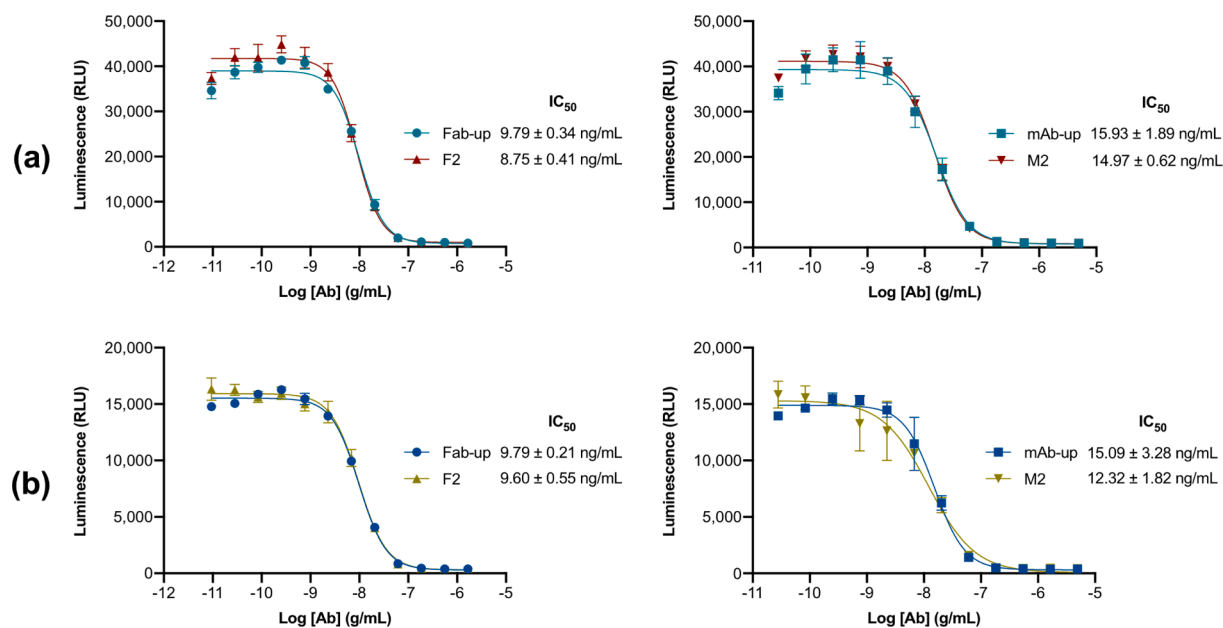 (a)
Luminescence (RLU)
50,000
40,000
30,000
20,000
10,000
0
-12 -11 -10 -9 -8 -7 -6 -5
Log [Ab] (g/mL)
IC50
Fab-up 9.79 ± 0.34 ng/mL
F2 8.75 ± 0.41 ng/mL
Luminescence (RLU)
50,000
40,000
30,000
20,000
10,000
0
-11 -10 -9 -8 -7 -6 -5
Log [Ab] (g/mL)
IC50
mAb-up 15.93 ± 1.89 ng/mL
M2 14.97 ± 0.62 ng/mL
(b)
Luminescence (RLU)
20,000
15,000
10,000
5,000
0
-12 -11 -10 -9 -8 -7 -6 -5
Log [Ab] (g/mL)
IC50
Fab-up 9.79 ± 0.21 ng/mL
F2 9.60 ± 0.55 ng/mL
Luminescence (RLU)
20,000
15,000
10,000
5,000
0
-11 -10 -9 -8 -7 -6 -5
Log [Ab] (g/mL)
IC50
mAb-up 15.09 ± 3.28 ng/mL
M2 12.32 ± 1.82 ng/mL